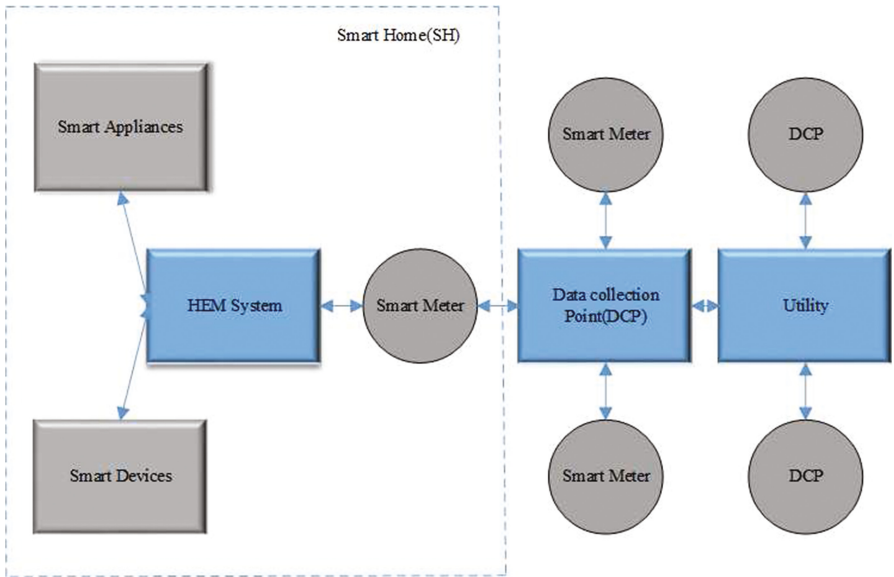 Smart Home(SH)
Smart Appliances
Smart Meter
DCP
HEM System
Smart Meter
Data collection
Point(DCP)
Utility
Smart Devices
Smart Meter
DCP